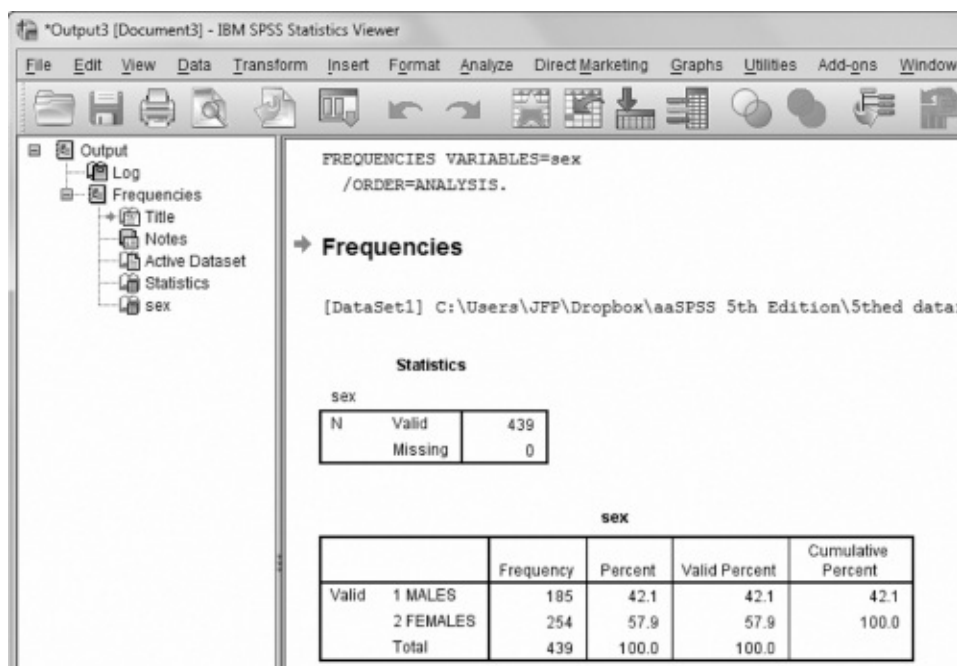 *Output3 [Document3] - IBM SPSS Statistics Viewer
File Edit View Data Transform Insert Format Analyze Direct Marketing Graphs Utilities Add-ons Window
Output
Log
Frequencies
Title
Notes
Active Dataset
Statistics
sex
FREQUENCIES VARIABLES=sex
/ORDER=ANALYSIS.
Frequencies
[DataSet1] C:\Users\JFP\Dropbox\aaSPSS 5th Edition\5thed data
Statistics
sex
N Valid 439
Missing 0
sex
Frequency Percent Valid Percent Cumulative Percent
Valid 1 MALES 185 42.1 42.1 42.1
2 FEMALES 254 57.9 57.9 100.0
Total 439 100.0 100.0